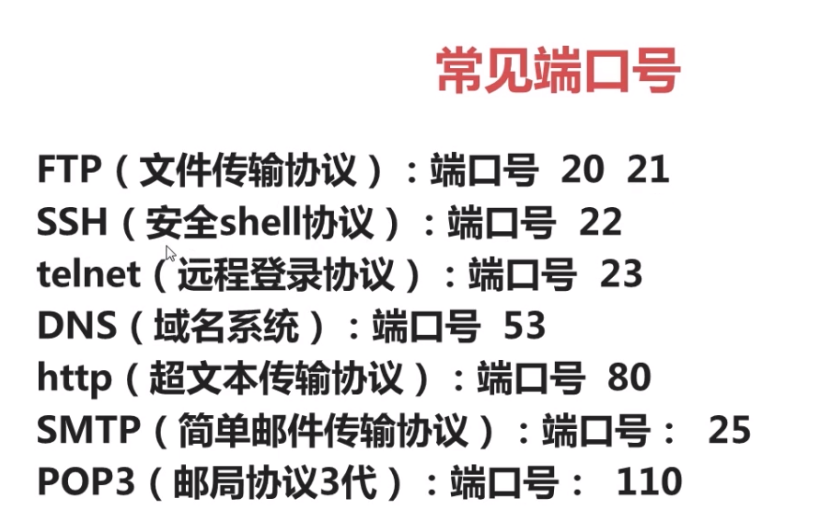 常见端口号
FTP（文件传输协议）：端口号 20 21
SSH（安全shell协议）：端口号 22
telnet（远程登录协议）：端口号 23
DNS（域名系统）：端口号 53
http（超文本传输协议）：端口号 80
SMTP（简单邮件传输协议）：端口号： 25
POP3（邮局协议3代）：端口号： 110